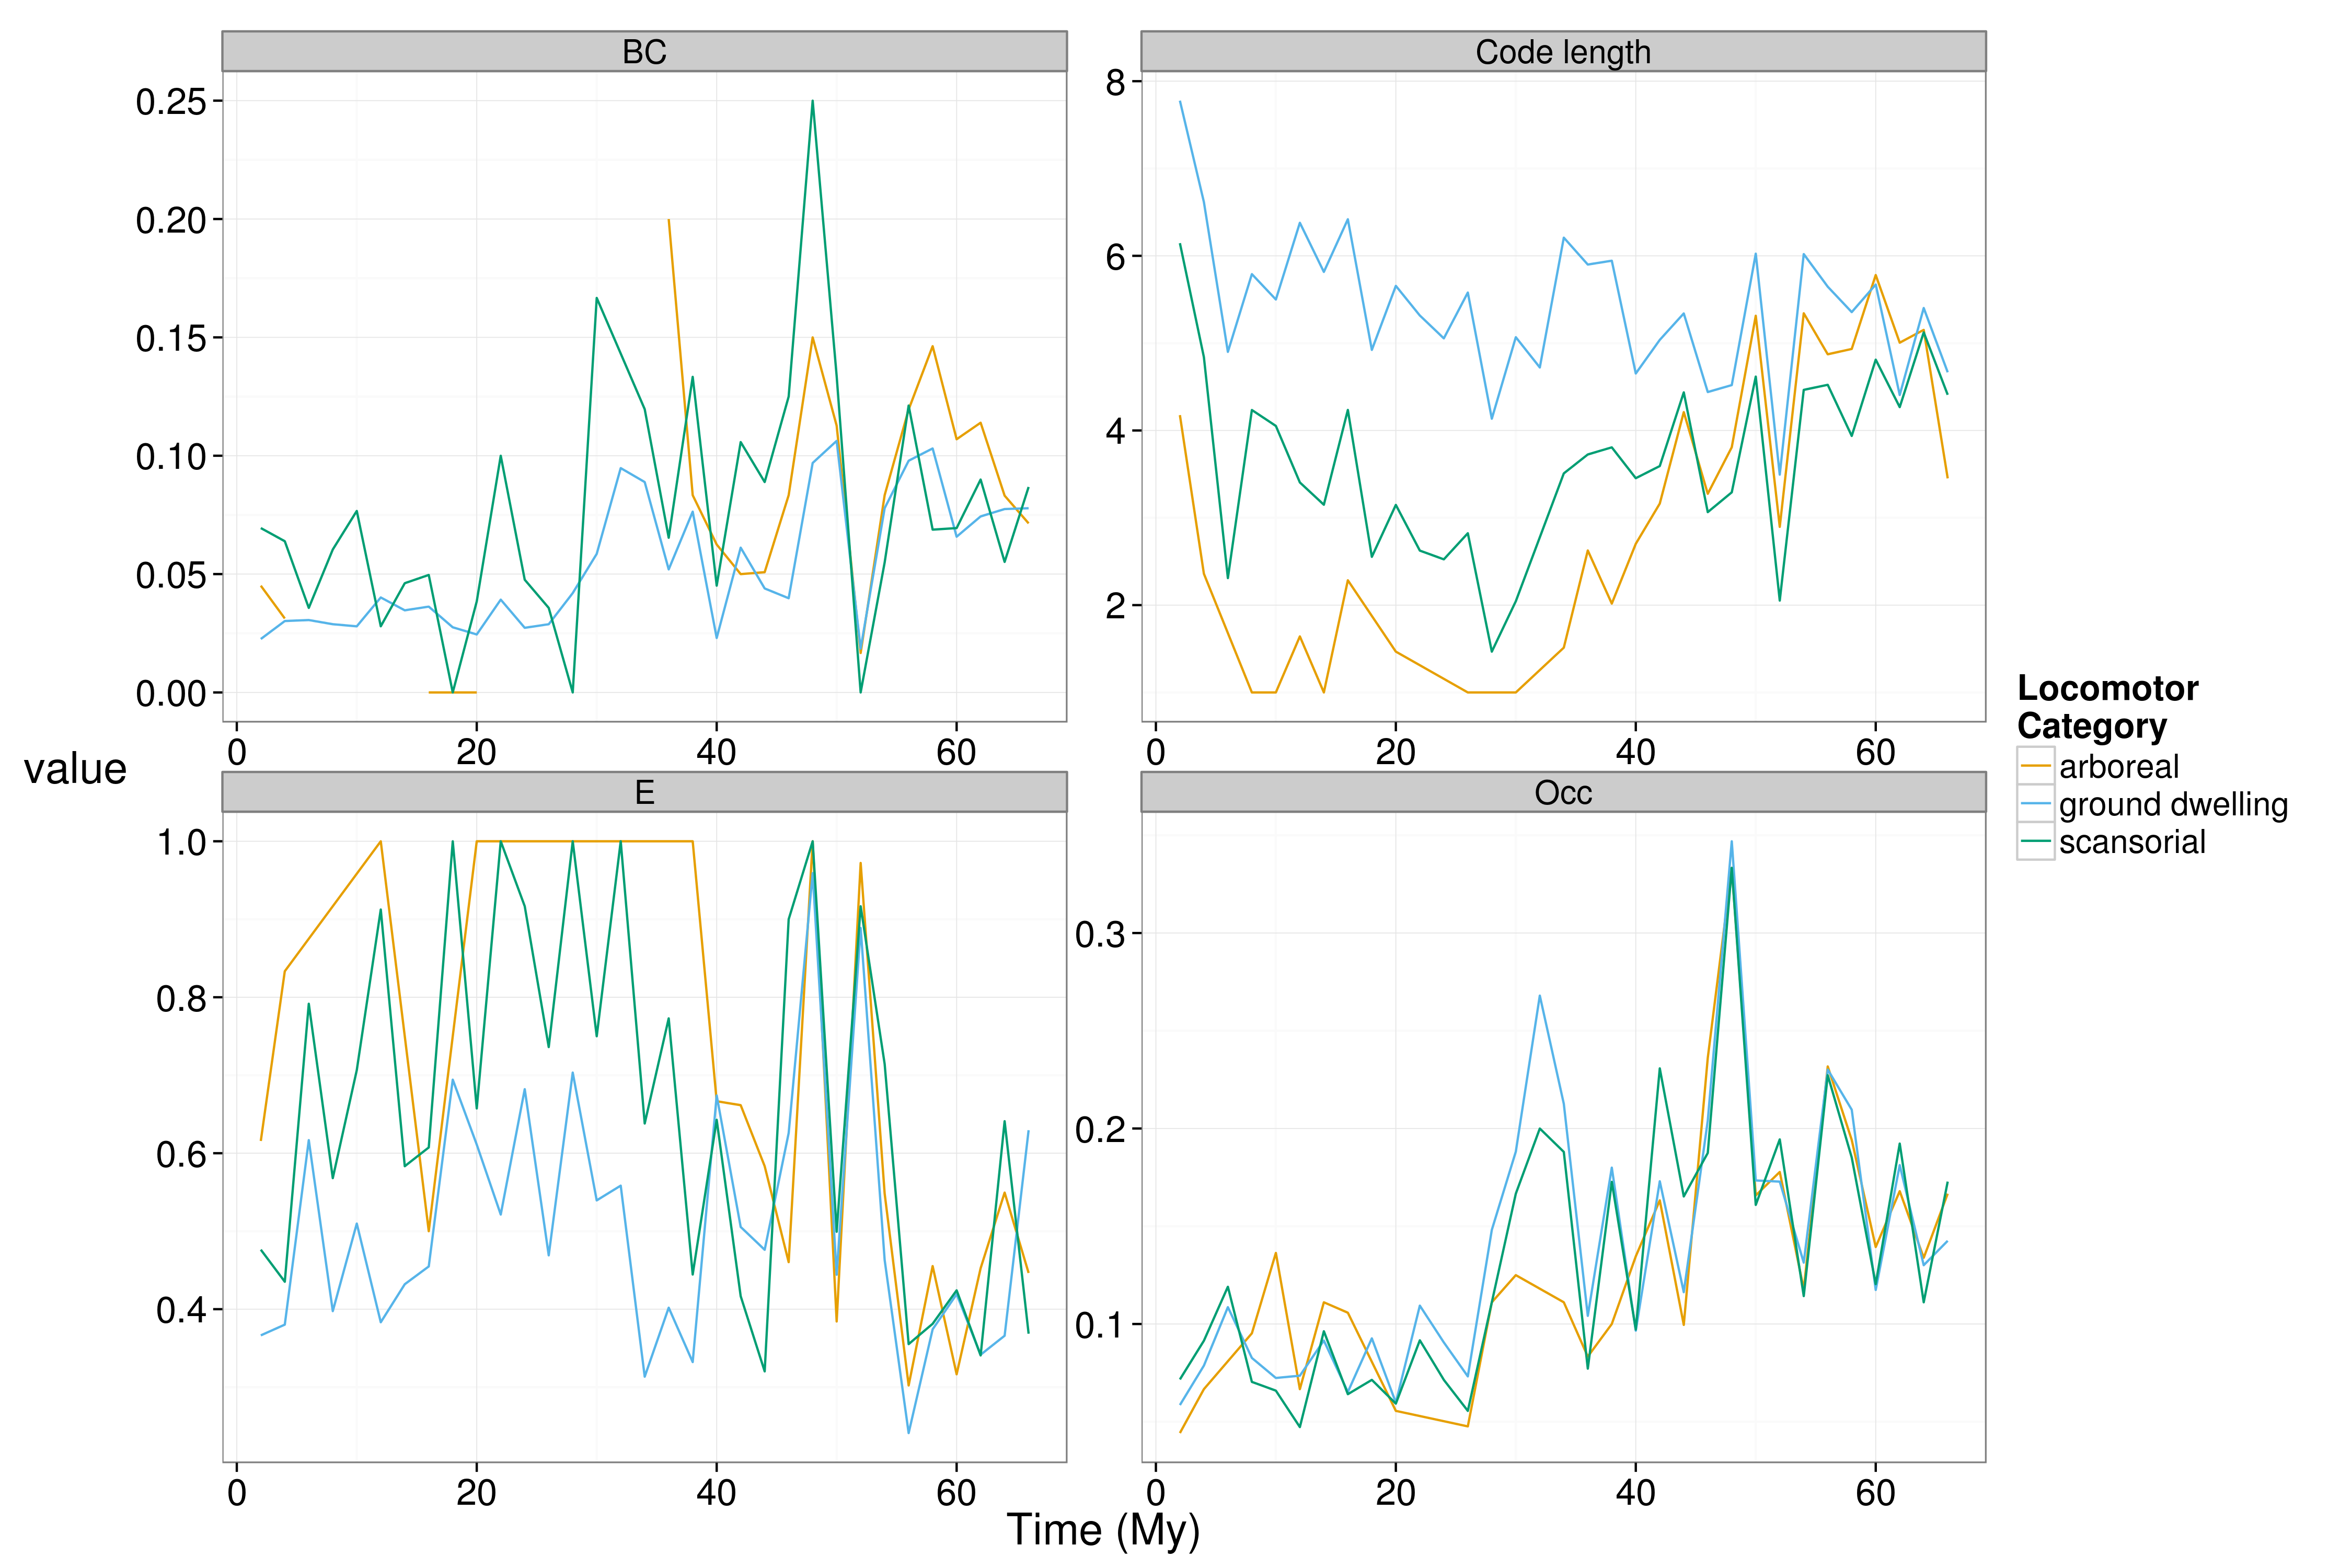 BC
0.25
0.20
0.15
0.10
0.05
0.00
0 20 40 60
Code length
8
6
4
2
0 20 40 60
value
E
1.0
0.8
0.6
0.4
0 20 40 60
Occ
0.3
0.2
0.1
0 20 40 60
Time (My)
Locomotor
Category
arboreal
ground dwelling
scansorial